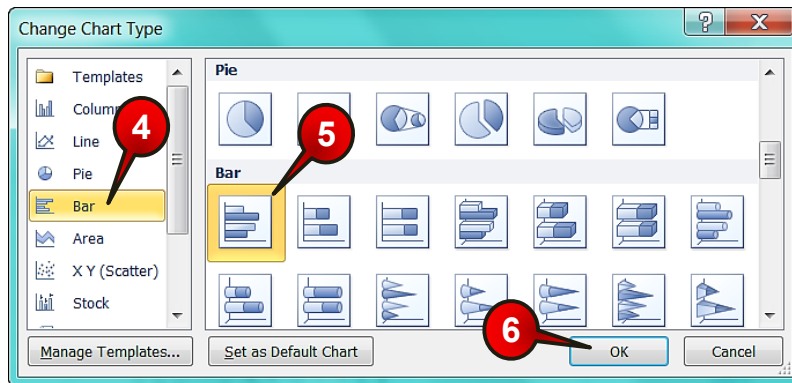 Change Chart Type
?
X
Templates
Colum
Line
Pie
Bar
Area
X Y (Scatter)
Stock
Pie
Bar
4
5
6
Manage Templates...
Set as Default Chart
OK
Cancel